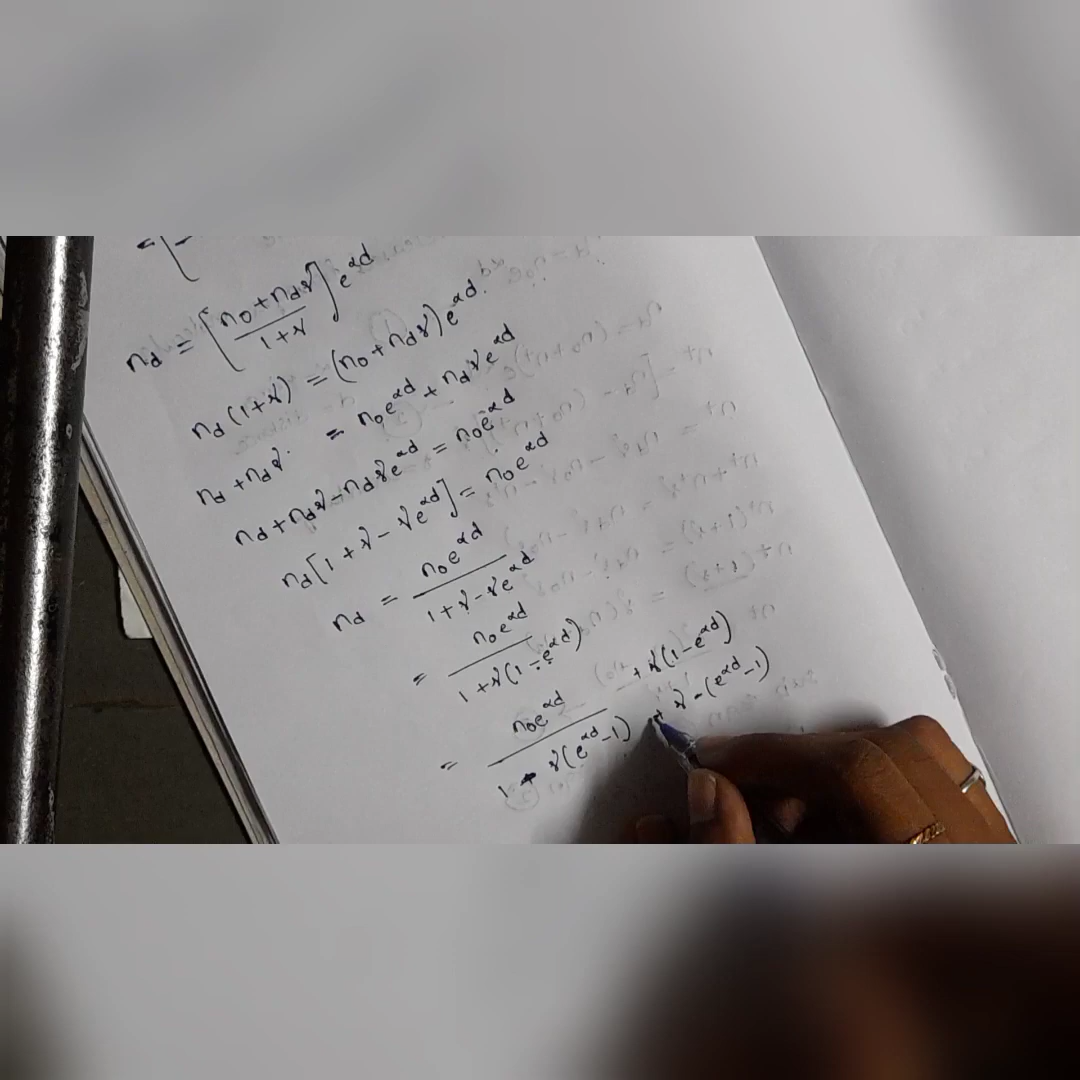 n_d = [n_0 + n_d γ / 1 + γ] e^{αd}
n_d (1 + γ) = (n_0 + n_d γ) e^{αd}
n_d + n_d γ = n_0 e^{αd} + n_d γ e^{αd}
n_d + n_d γ - n_d γ e^{αd} = n_0 e^{αd}
n_d [1 + γ - γ e^{αd}] = n_0 e^{αd}
n_d = n_0 e^{αd} / 1 + γ - γ e^{αd}
= n_0 e^{αd} / 1 + γ (1 - e^{αd})
+ γ (1 - e^{αd})
= n_0 e^{αd} / 1 - γ (e^{αd} - 1)
+ γ - (e^{αd} - 1)